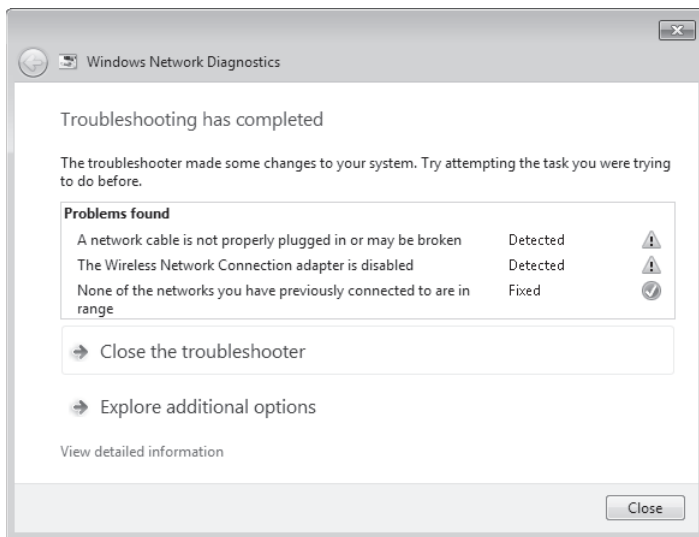 Windows Network Diagnostics
Troubleshooting has completed
The troubleshooter made some changes to your system. Try attempting the task you were trying
to do before.
Problems found
A network cable is not properly plugged in or may be broken Detected
The Wireless Network Connection adapter is disabled Detected
None of the networks you have previously connected to are in Fixed
range
Close the troubleshooter
Explore additional options
View detailed information
Close